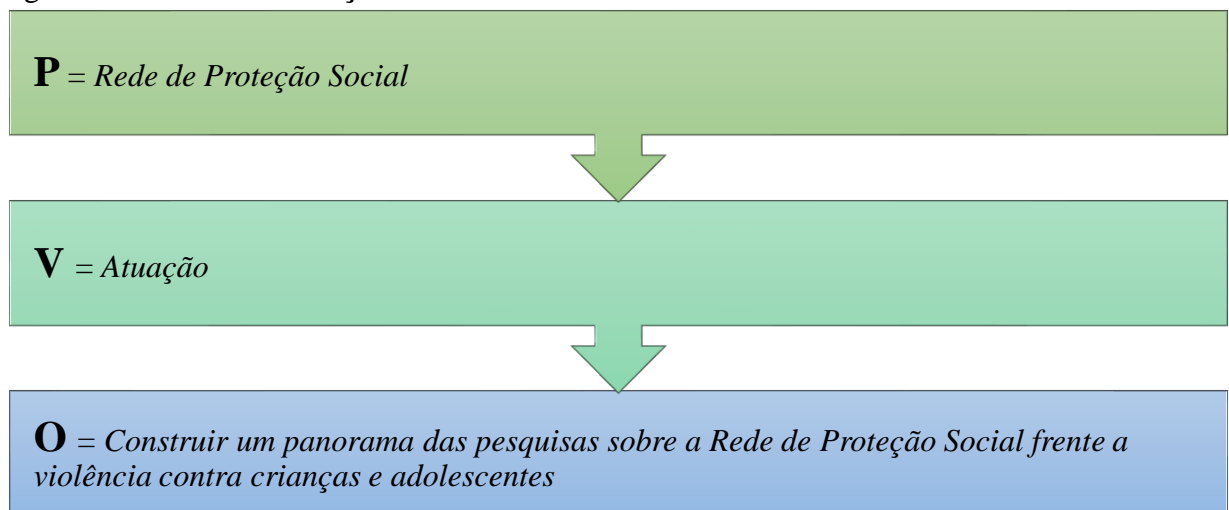 P = Rede de Proteção Social
V = Atuação
O = Construir um panorama das pesquisas sobre a Rede de Proteção Social frente a
violência contra crianças e adolescentes